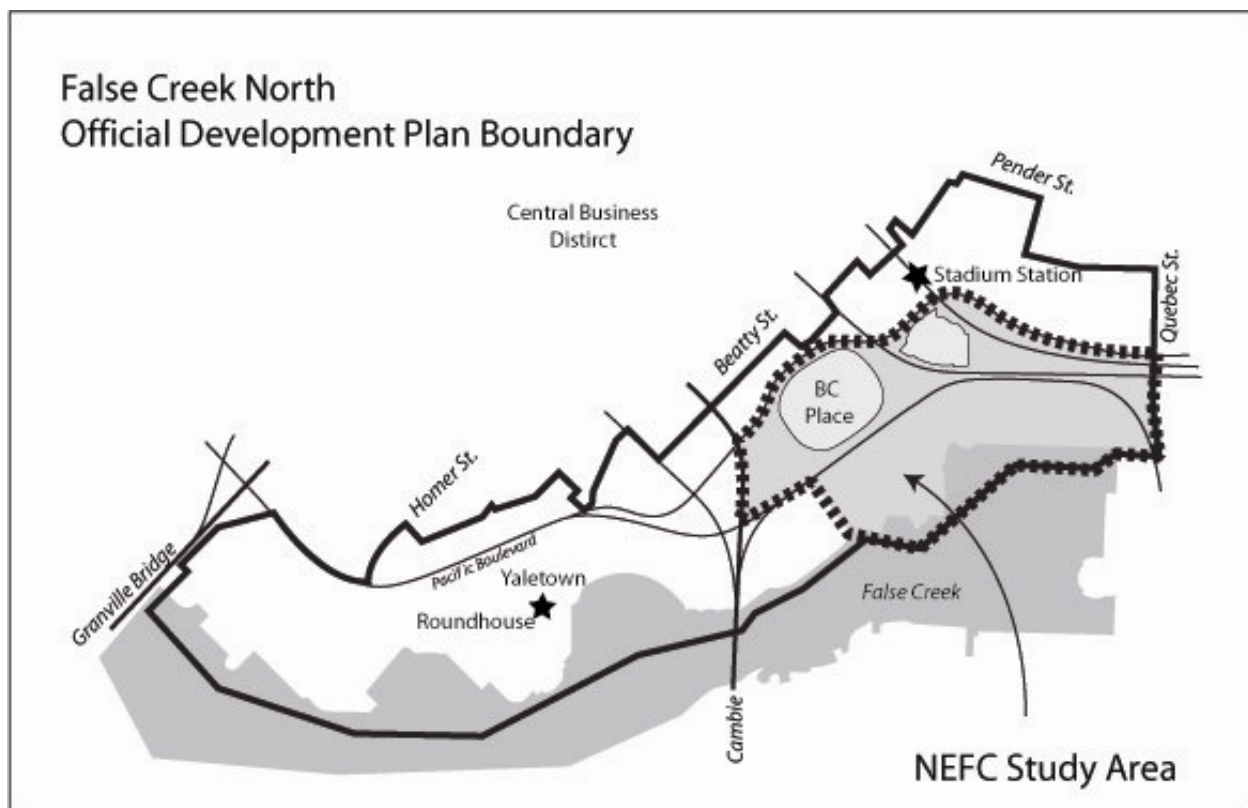 False Creek North
Official Development Plan Boundary
Central Business
Distirct
Pender St.
Stadium Station
Quebec St.
Beatty St.
BC
Place
Homer St.
Pacific Boulevard
Granville Bridge
Yaletown
Roundhouse
False Creek
Cambie
NEFC Study Area